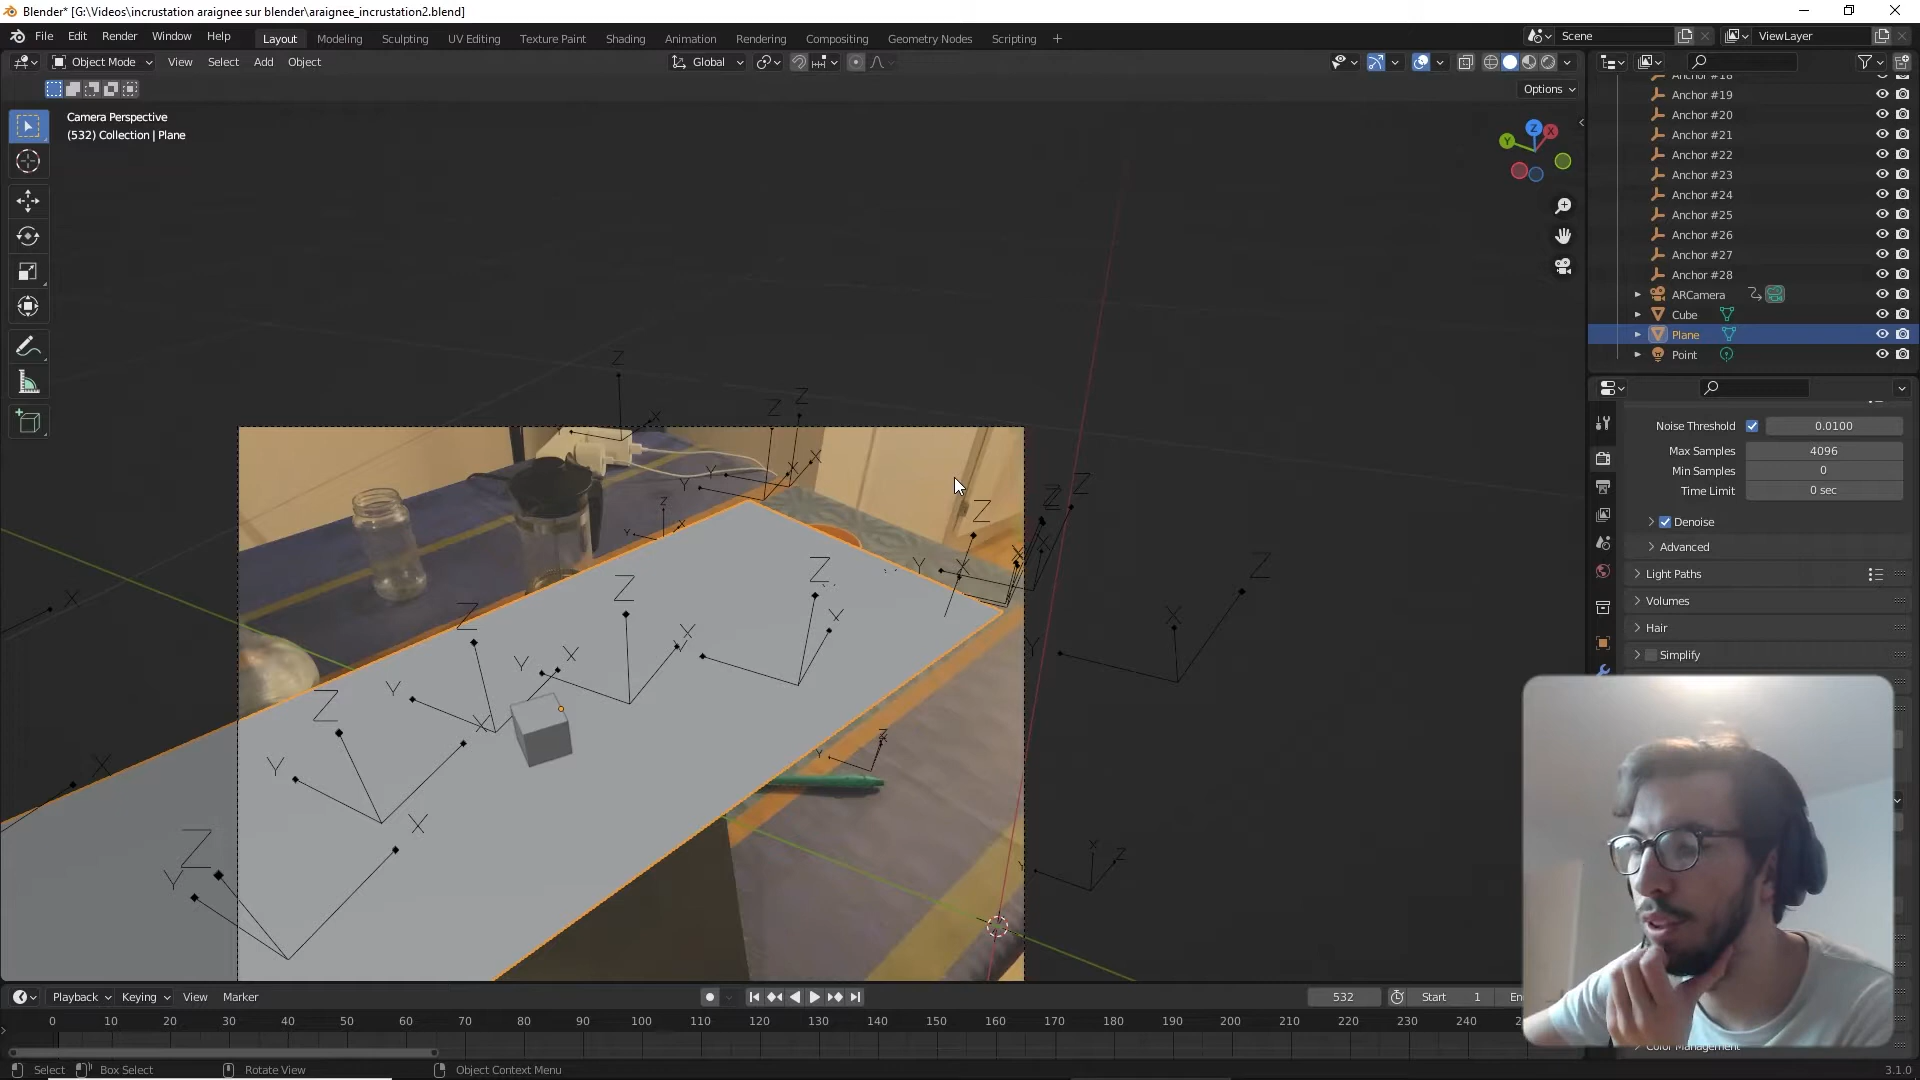 Blender* [G:\Videos\incrustation araignee sur blender\araignee_incrustation2.blend]
File Edit Render Window Help Layout Modeling Sculpting UV Editing Texture Paint Shading Animation Rendering Compositing Geometry Nodes Scripting + Scene ViewLayer
Object Mode View Select Add Object Global
Options
Camera Perspective
(532) Collection | Plane
Anchor #18
Anchor #19
Anchor #20
Anchor #21
Anchor #22
Anchor #23
Anchor #24
Anchor #25
Anchor #26
Anchor #27
Anchor #28
ARCamera
Cube
Plane
Point
Noise Threshold 0.0100
Max Samples 4096
Min Samples 0
Time Limit 0 sec
Denoise
Advanced
Light Paths
Volumes
Hair
Simplify
Color Management
Playback Keying View Marker 532 Start 1
0 10 20 30 40 50 60 70 80 90 100 110 120 130 140 150 160 170 180 190 200 210 220 230 240
Select Box Select Rotate View Object Context Menu 3.1.0